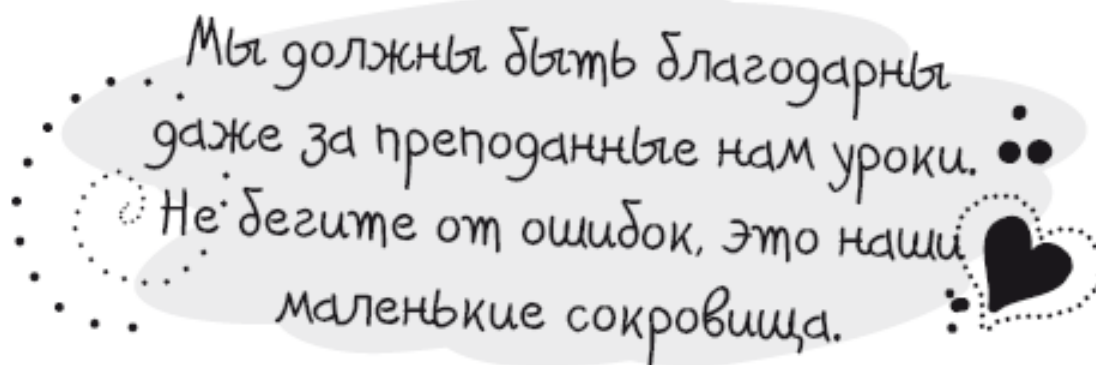 Мы должны быть благодарны
даже за преподанные нам уроки.
Не бегите от ошибок, это наши
маленькие сокровища.